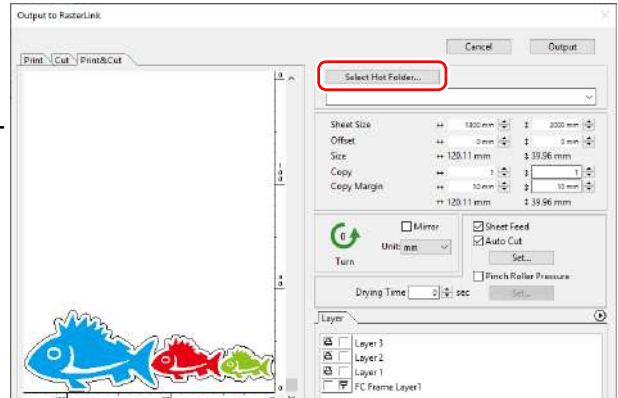 Output to RasterLink
Cancel Output
Print Cut Print&Cut
Select Hot Folder...
Sheet Size 1300 mm 2000 mm
Offset 0 mm 0 mm
Size 120.11 mm 39.96 mm
Copy 1 1
Copy Margin 10 mm 10 mm
120.11 mm 39.96 mm
0
Turn
Mirror
Unit: mm
Sheet Feed
Auto Cut
Set...
Pinch Roller Pressure
Set...
Drying Time 0 sec
Layer
Layer 3
Layer 2
Layer 1
FC Frame Layer1